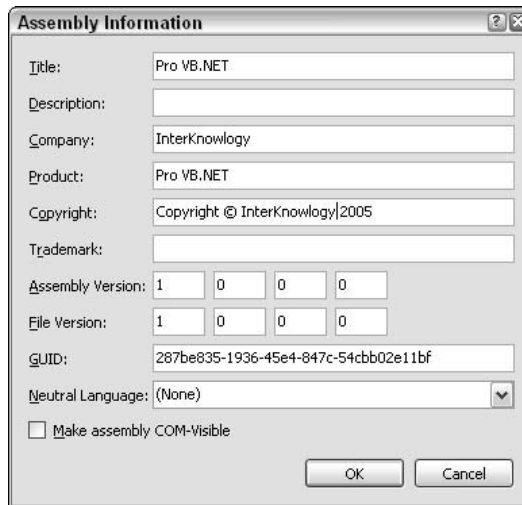 Assembly Information
Title: Pro VB.NET
Description:
Company: InterKnowlogy
Product: Pro VB.NET
Copyright: Copyright © InterKnowlogy 2005
Trademark:
Assembly Version: 1 0 0 0
File Version: 1 0 0 0
GUID: 287be835-1936-45e4-847c-54cbb02e11bf
Neutral Language: (None)
Make assembly COM-Visible
OK Cancel